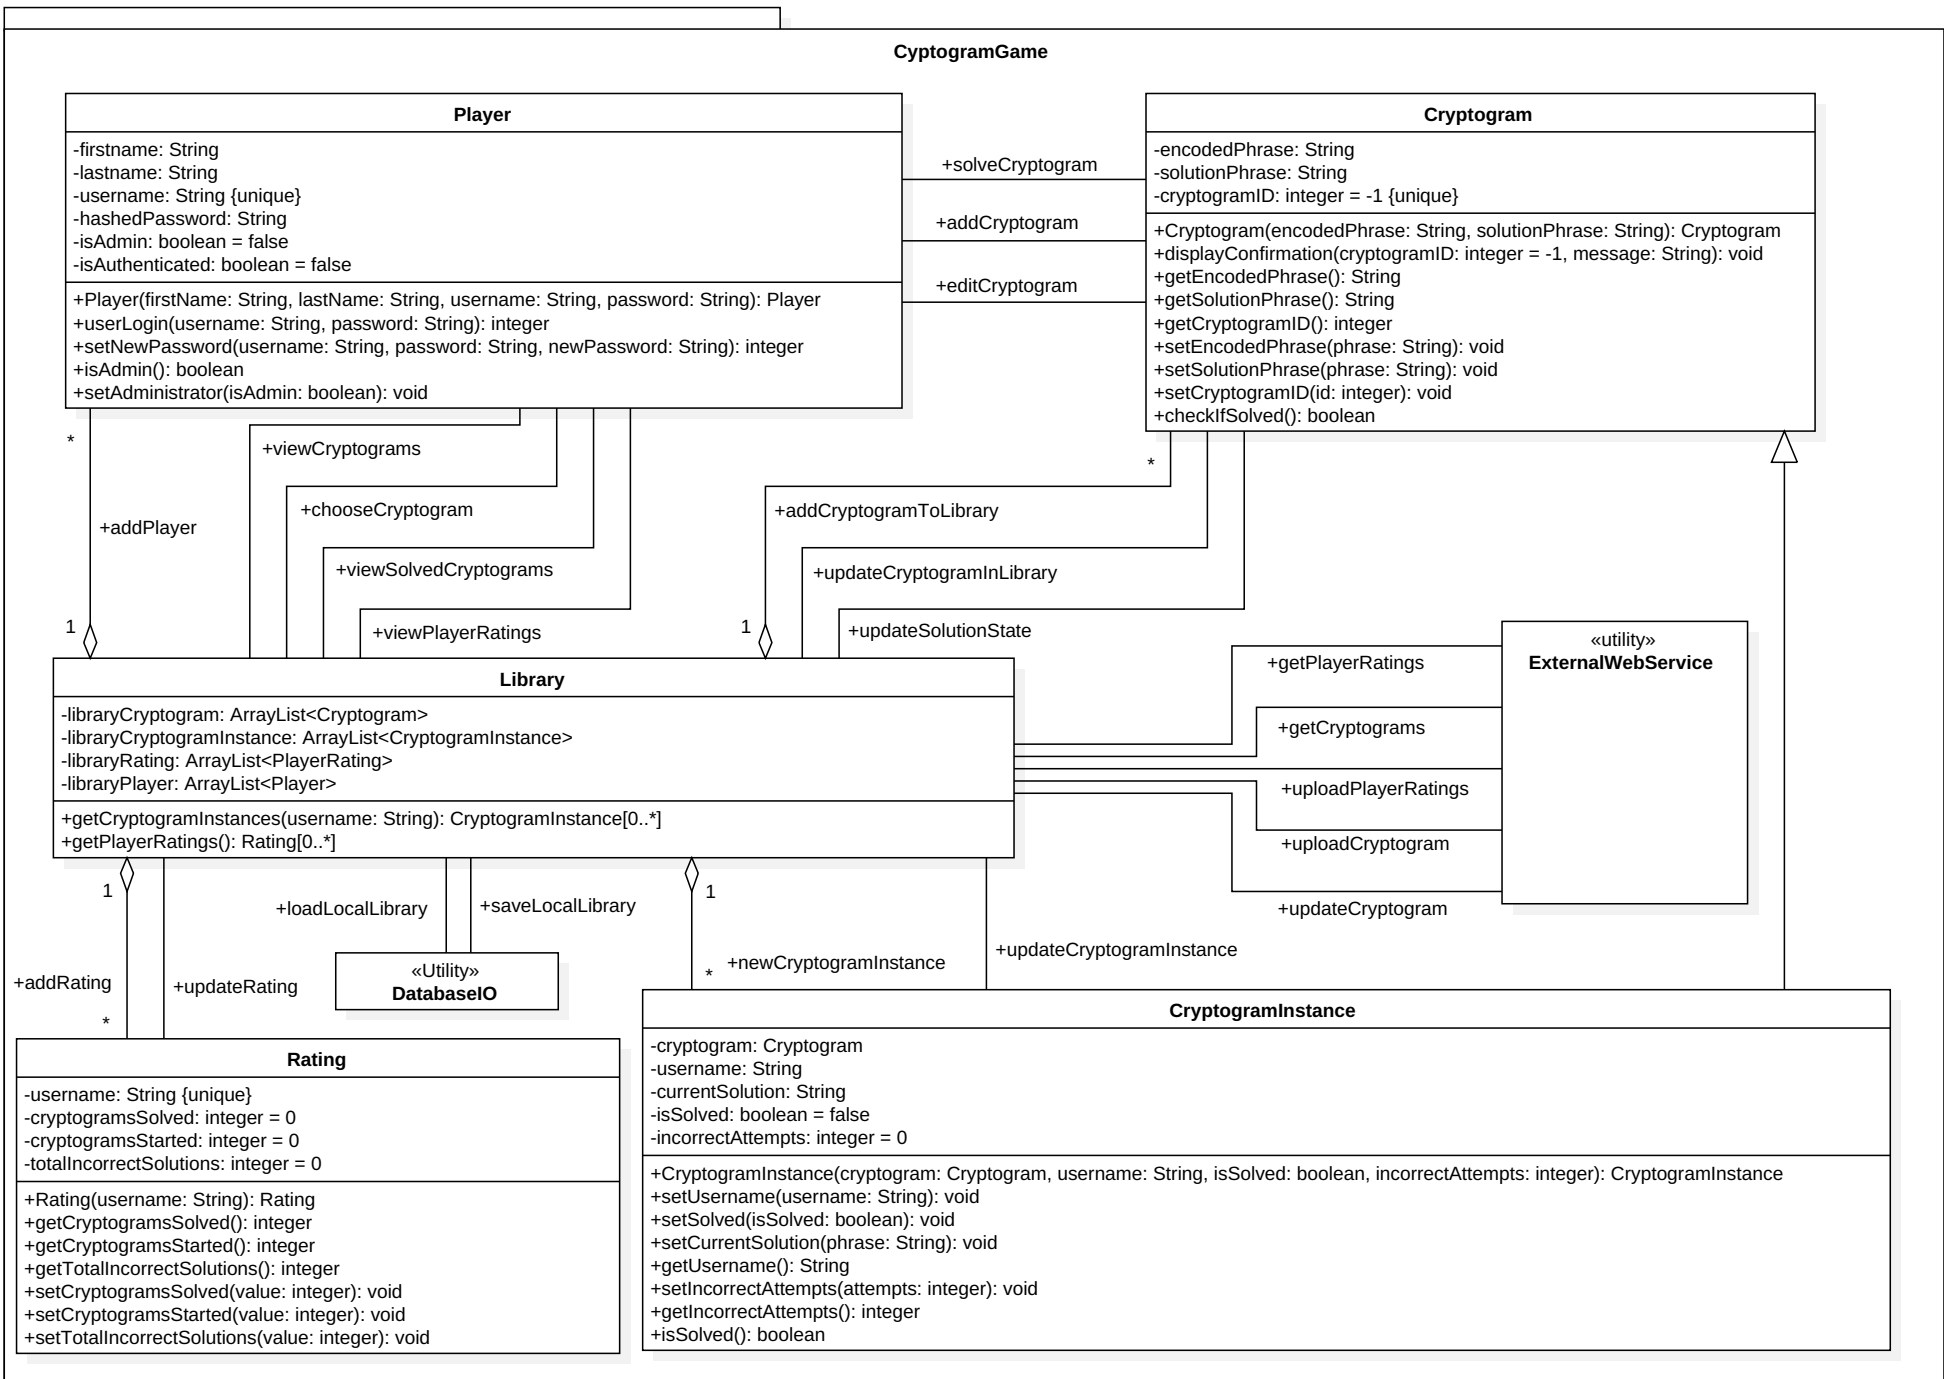 CyptogramGame
Player
-firstname: String
-lastname: String
-username: String {unique}
-hashedPassword: String
-isAdmin: boolean = false
-isAuthenticated: boolean = false
+Player(firstName: String, lastName: String, username: String, password: String): Player
+userLogin(username: String, password: String): integer
+setNewPassword(username: String, password: String, newPassword: String): integer
+isAdmin(): boolean
+setAdministrator(isAdmin: boolean): void
+solveCryptogram
+addCryptogram
+editCryptogram
Cryptogram
-encodedPhrase: String
-solutionPhrase: String
-cryptogramID: integer = -1 {unique}
+Cryptogram(encodedPhrase: String, solutionPhrase: String): Cryptogram
+displayConfirmation(cryptogramID: integer = -1, message: String): void
+getEncodedPhrase(): String
+getSolutionPhrase(): String
+getCryptogramID(): integer
+setEncodedPhrase(phrase: String): void
+setSolutionPhrase(phrase: String): void
+setCryptogramID(id: integer): void
+checkIfSolved(): boolean
*
+addPlayer
1
+viewCryptograms
+chooseCryptogram
+viewSolvedCryptograms
+viewPlayerRatings
*
+addCryptogramToLibrary
1
+updateCryptogramInLibrary
+updateSolutionState
Library
-libraryCryptogram: ArrayList<Cryptogram>
-libraryCryptogramInstance: ArrayList<CryptogramInstance>
-libraryRating: ArrayList<PlayerRating>
-libraryPlayer: ArrayList<Player>
+getCryptogramInstances(username: String): CryptogramInstance[0..*]
+getPlayerRatings(): Rating[0..*]
+getPlayerRatings
+getCryptograms
+uploadPlayerRatings
+uploadCryptogram
+updateCryptogram
«utility»
ExternalWebService
1
+addRating
*
+updateRating
+loadLocalLibrary
+saveLocalLibrary
«Utility»
DatabaseIO
1
+newCryptogramInstance
*
+updateCryptogramInstance
Rating
-username: String {unique}
-cryptogramsSolved: integer = 0
-cryptogramsStarted: integer = 0
-totalIncorrectSolutions: integer = 0
+Rating(username: String): Rating
+getCryptogramsSolved(): integer
+getCryptogramsStarted(): integer
+getTotalIncorrectSolutions(): integer
+setCryptogramsSolved(value: integer): void
+setCryptogramsStarted(value: integer): void
+setTotalIncorrectSolutions(value: integer): void
CryptogramInstance
-cryptogram: Cryptogram
-username: String
-currentSolution: String
-isSolved: boolean = false
-incorrectAttempts: integer = 0
+CryptogramInstance(cryptogram: Cryptogram, username: String, isSolved: boolean, incorrectAttempts: integer): CryptogramInstance
+setUsername(username: String): void
+setSolved(isSolved: boolean): void
+setCurrentSolution(phrase: String): void
+getUsername(): String
+setIncorrectAttempts(attempts: integer): void
+getIncorrectAttempts(): integer
+isSolved(): boolean